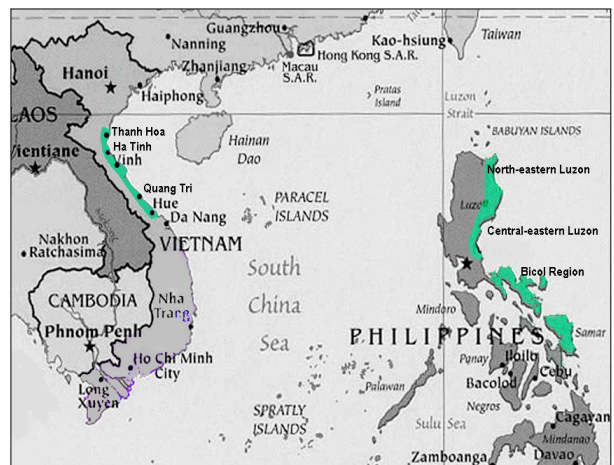 Guangzhou
Nanning
Kao-hsiung
Taiwan
Macau
S.A.R.
Hong Kong S.A.R.
Hanoi
Zhanjiang
Haiphong
Pratas
Island
Luzon
Strait
LAOS
Thanh Hoa
Ha Tinh
Vinh
Hainan
Dao
BABUYAN ISLANDS
Vientiane
North-eastern Luzon
Quang Tri
Hue
Da Nang
PARACEL
ISLANDS
Luzon
Central-eastern Luzon
Nakhon
Ratchasima
VIETNAM
South
China
Sea
Bicol Region
CAMBODIA
Nha
Trang
Mindoro
Phnom Penh
PHILIPPINES
Samar
Ho Chi Minh
City
Panay
Iloilo
Cebu
Bacolod
Long
Xuyen
Palawan
Negros
SPRATLY
ISLANDS
Sulu Sea
Cagayan
Mindanao
Zamboanga
Davao